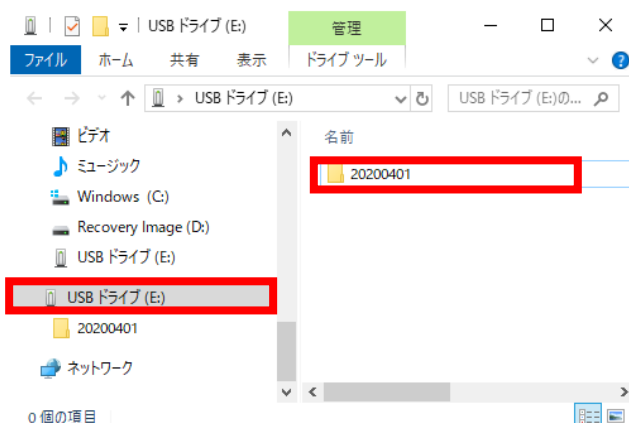 USB ドライブ (E:)
管理
ファイル
ホーム
共有
表示
ドライブ ツール
USB ドライブ (E:)
USB ドライブ (E:)の...
ビデオ
ミュージック
Windows (C:)
Recovery Image (D:)
USB ドライブ (E:)
USB ドライブ (E:)
20200401
ネットワーク
名前
20200401
0 個の項目